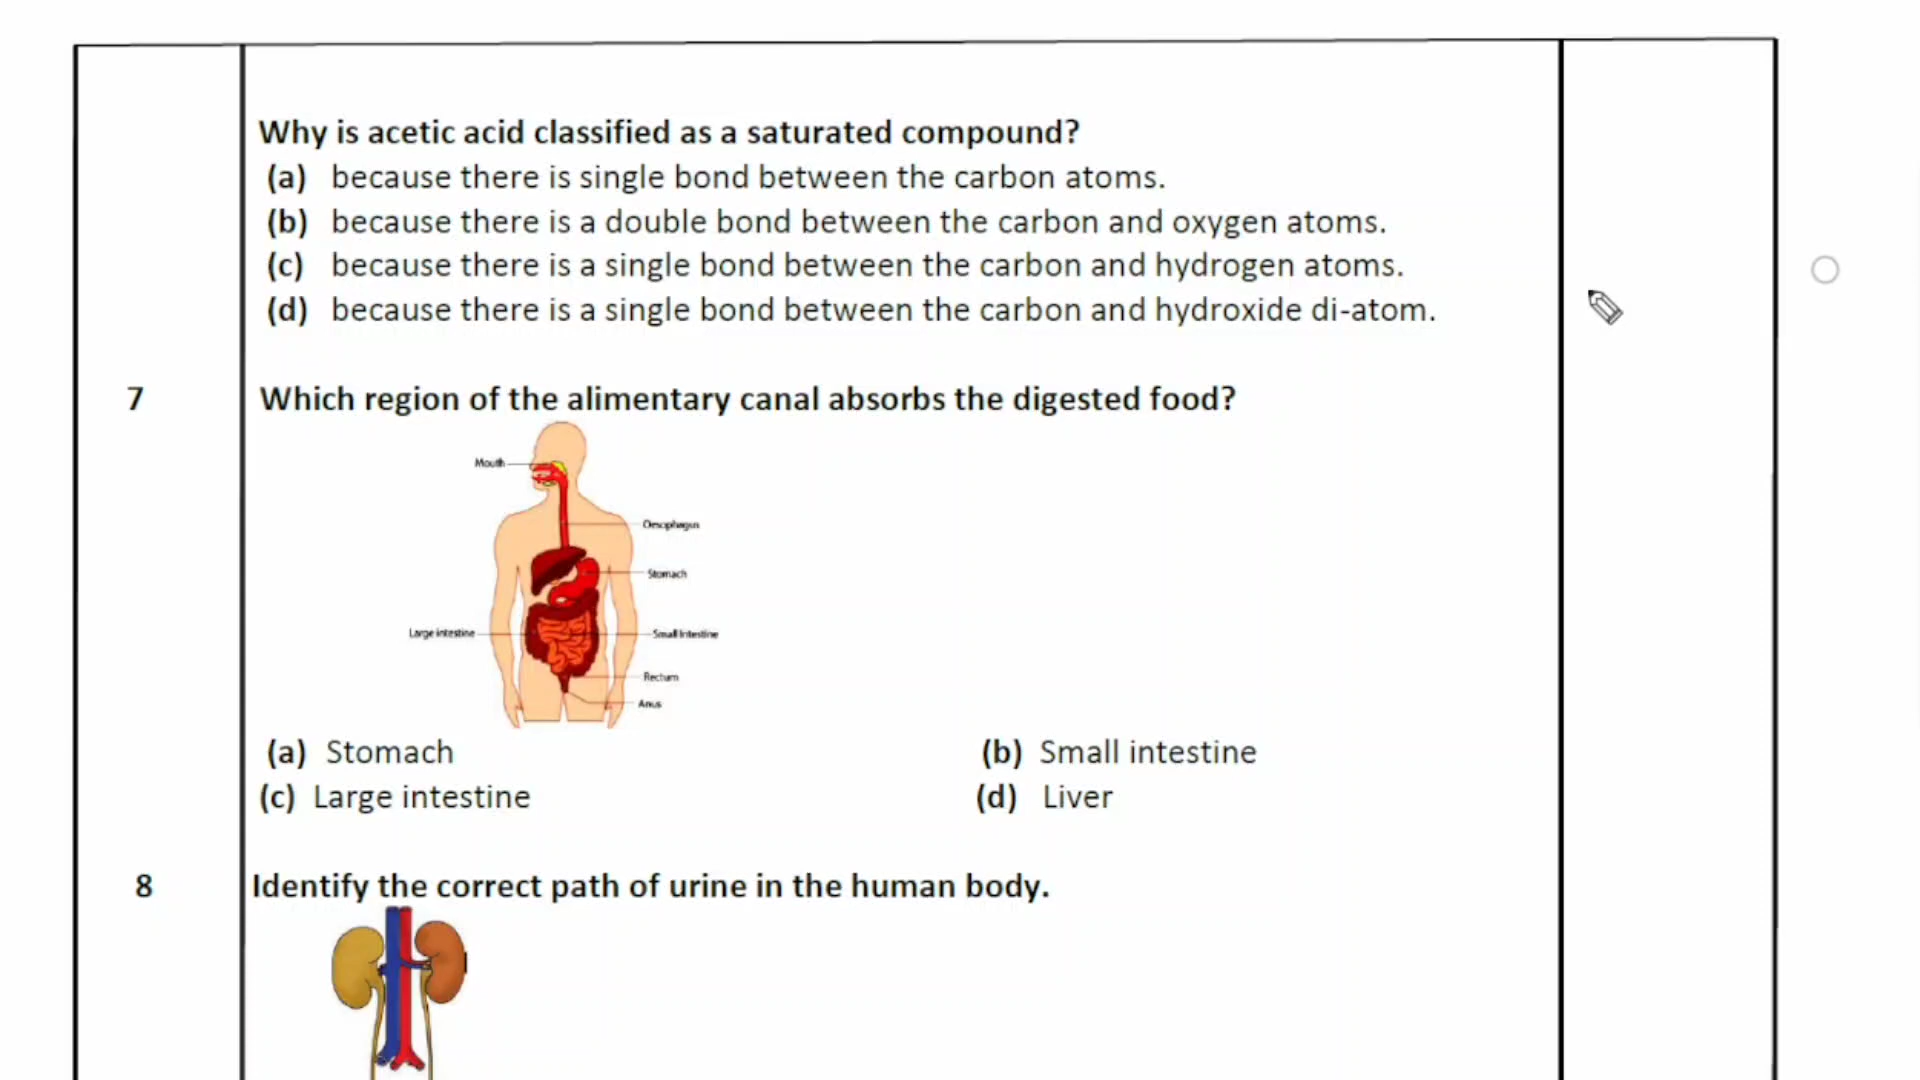 Why is acetic acid classified as a saturated compound?
(a) because there is single bond between the carbon atoms.
(b) because there is a double bond between the carbon and oxygen atoms.
(c) because there is a single bond between the carbon and hydrogen atoms.
(d) because there is a single bond between the carbon and hydroxide di-atom.
7 Which region of the alimentary canal absorbs the digested food?
Mouth
Oesophagus
Stomach
Large intestine
Small Intestine
Rectum
Anus
(a) Stomach (b) Small intestine
(c) Large intestine (d) Liver
8 Identify the correct path of urine in the human body.